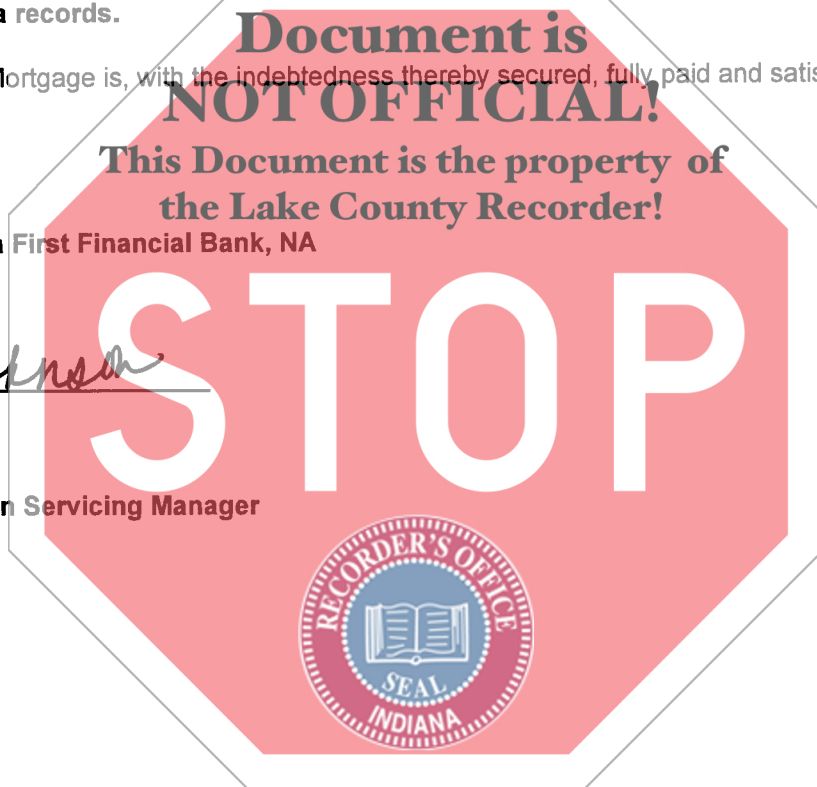 a records.
Document is
Mortgage is, with the indebtedness thereby secured, fully paid and satis
NOT OFFICIAL!
This Document is the property of
the Lake County Recorder!
First Financial Bank, NA
STOP
n Servicing Manager
RECORDER'S OFFICE
SEAL
INDIANA